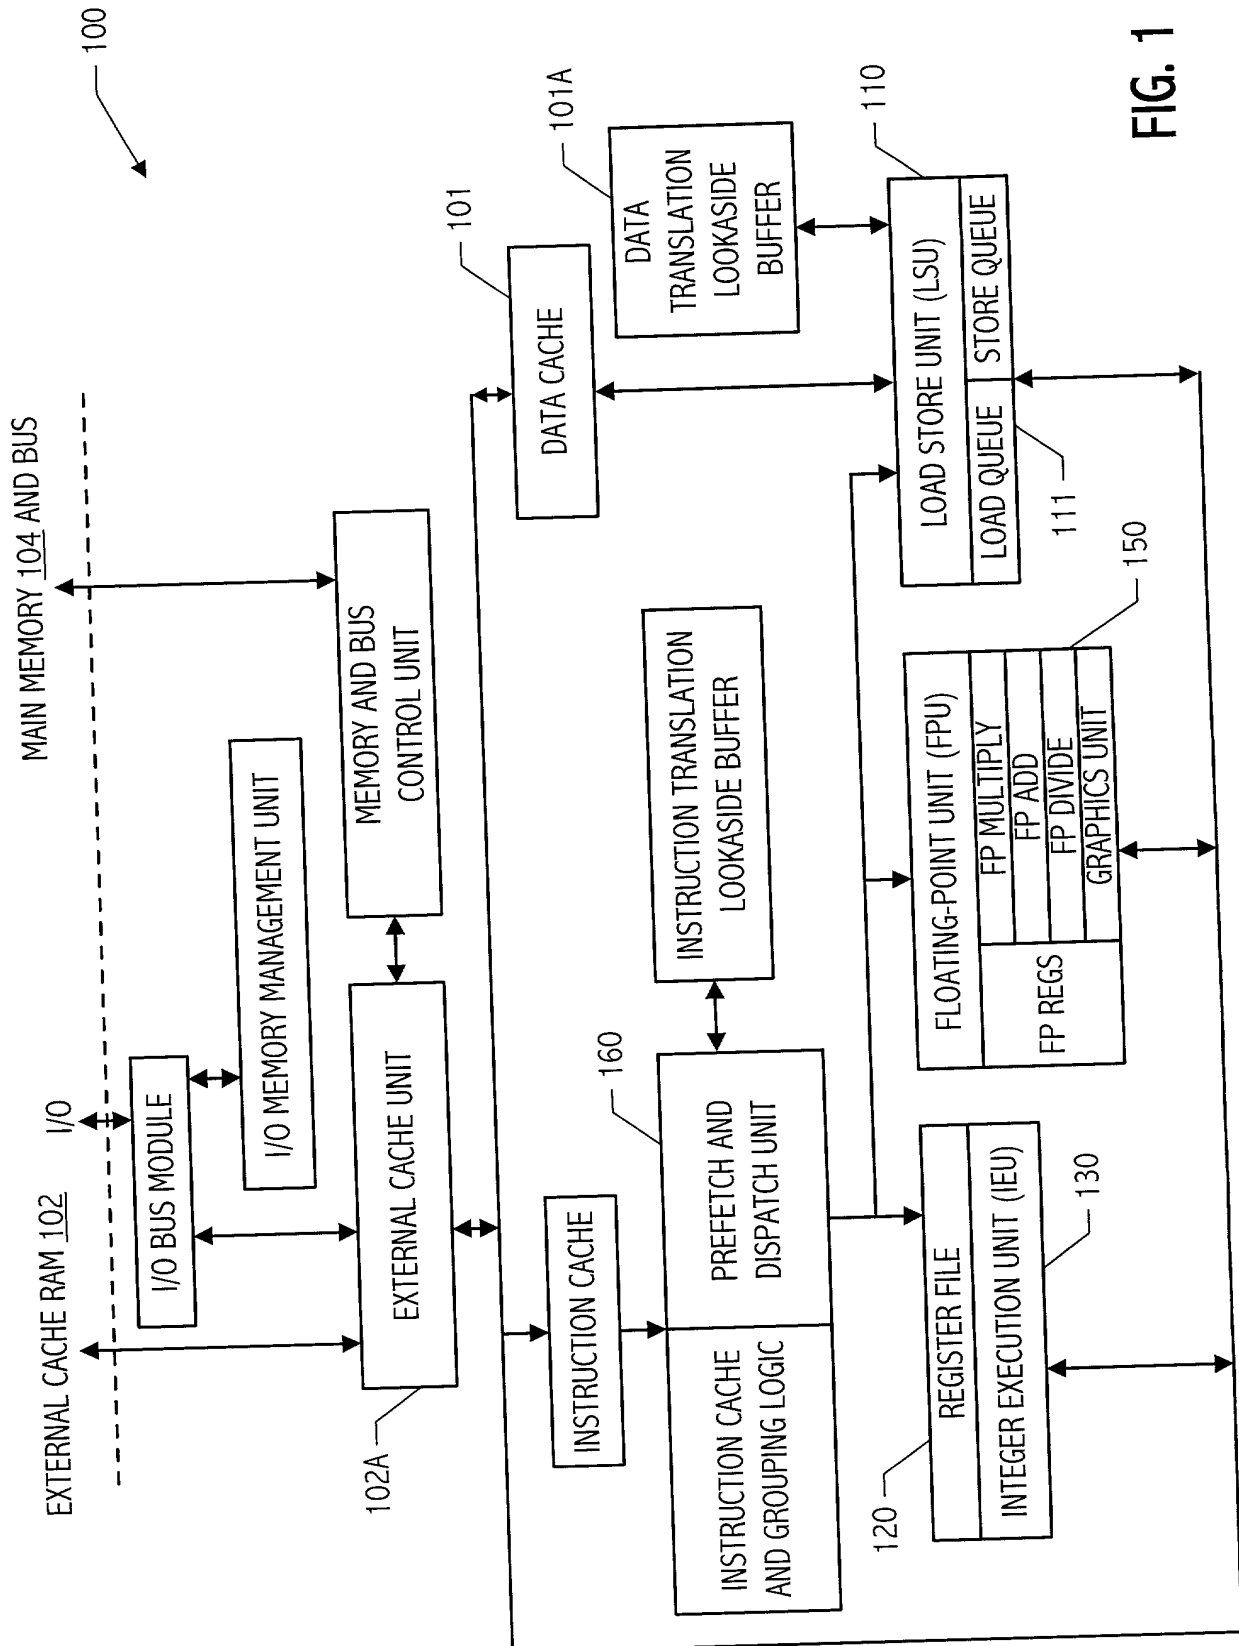 100
EXTERNAL CACHE RAM 102
I/O
MAIN MEMORY 104 AND BUS
I/O BUS MODULE
I/O MEMORY MANAGEMENT UNIT
EXTERNAL CACHE UNIT
MEMORY AND BUS
CONTROL UNIT
102A
101
101A
INSTRUCTION CACHE
DATA CACHE
DATA
TRANSLATION
LOOKASIDE
BUFFER
160
INSTRUCTION CACHE
AND GROUPING LOGIC
PREFETCH AND
DISPATCH UNIT
INSTRUCTION TRANSLATION
LOOKASIDE BUFFER
110
120
REGISTER FILE
INTEGER EXECUTION UNIT (IEU)
130
FLOATING-POINT UNIT (FPU)
FP REGS
FP MULTIPLY
FP ADD
FP DIVIDE
GRAPHICS UNIT
150
LOAD STORE UNIT (LSU)
LOAD QUEUE
STORE QUEUE
111
FIG. 1